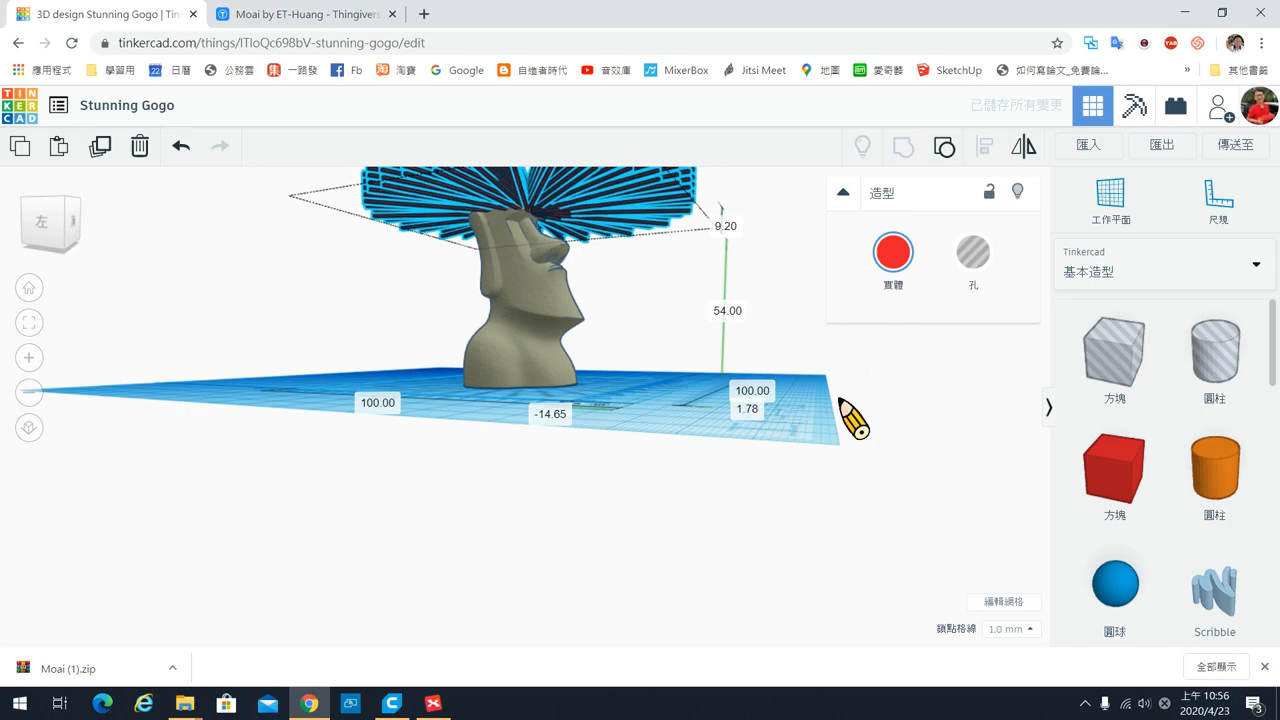 3D design Stunning Gogo | Tin
Moai by ET-Huang - Thingivers
tinkercad.com/things/lTloQc698bV-stunning-gogo/edit
應用程式
學習用
22 日曆
公務雲
集 一路發
Fb
淘寶
Google
自造者時代
音效庫
MixerBox
Jitsi Meet
地圖
愛奇藝
SketchUp
如何寫論文_免費論...
»
其他書籤
TIN
KER
CAD
Stunning Gogo
已儲存所有變更
匯入
匯出
傳送至
左
造型
實體
孔
工作平面
尺規
Tinkercad
基本造型
9.20
54.00
100.00
100.00
1.78
-14.65
方塊
圓柱
方塊
圓柱
圓球
Scribble
編輯網格
鎖點格線
1.0 mm
Moai (1).zip
全部顯示
上午 10:56
2020/4/23
3